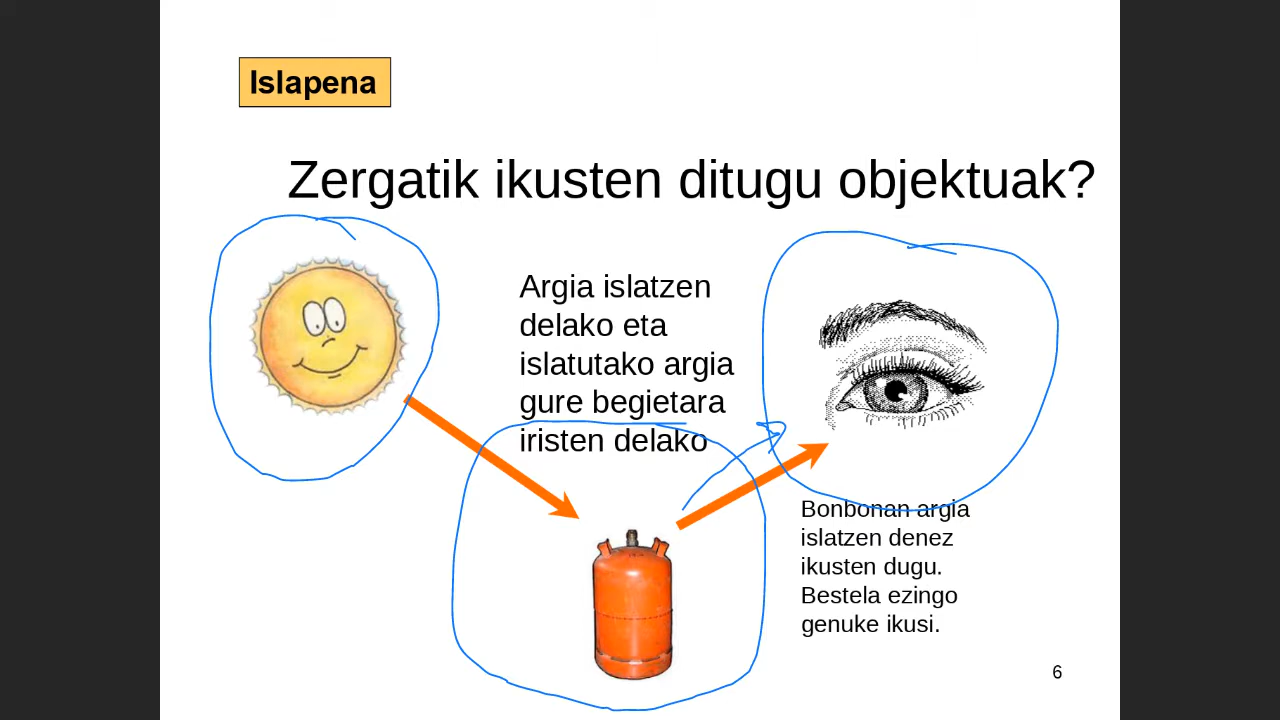 Islapena
Zergatik ikusten ditugu objektuak?
Argia islatzen
delako eta
islatutako argia
gure begietara
iristen delako
Bonbonan argia
islatzen denez
ikusten dugu.
Bestela ezingo
genuke ikusi.
6